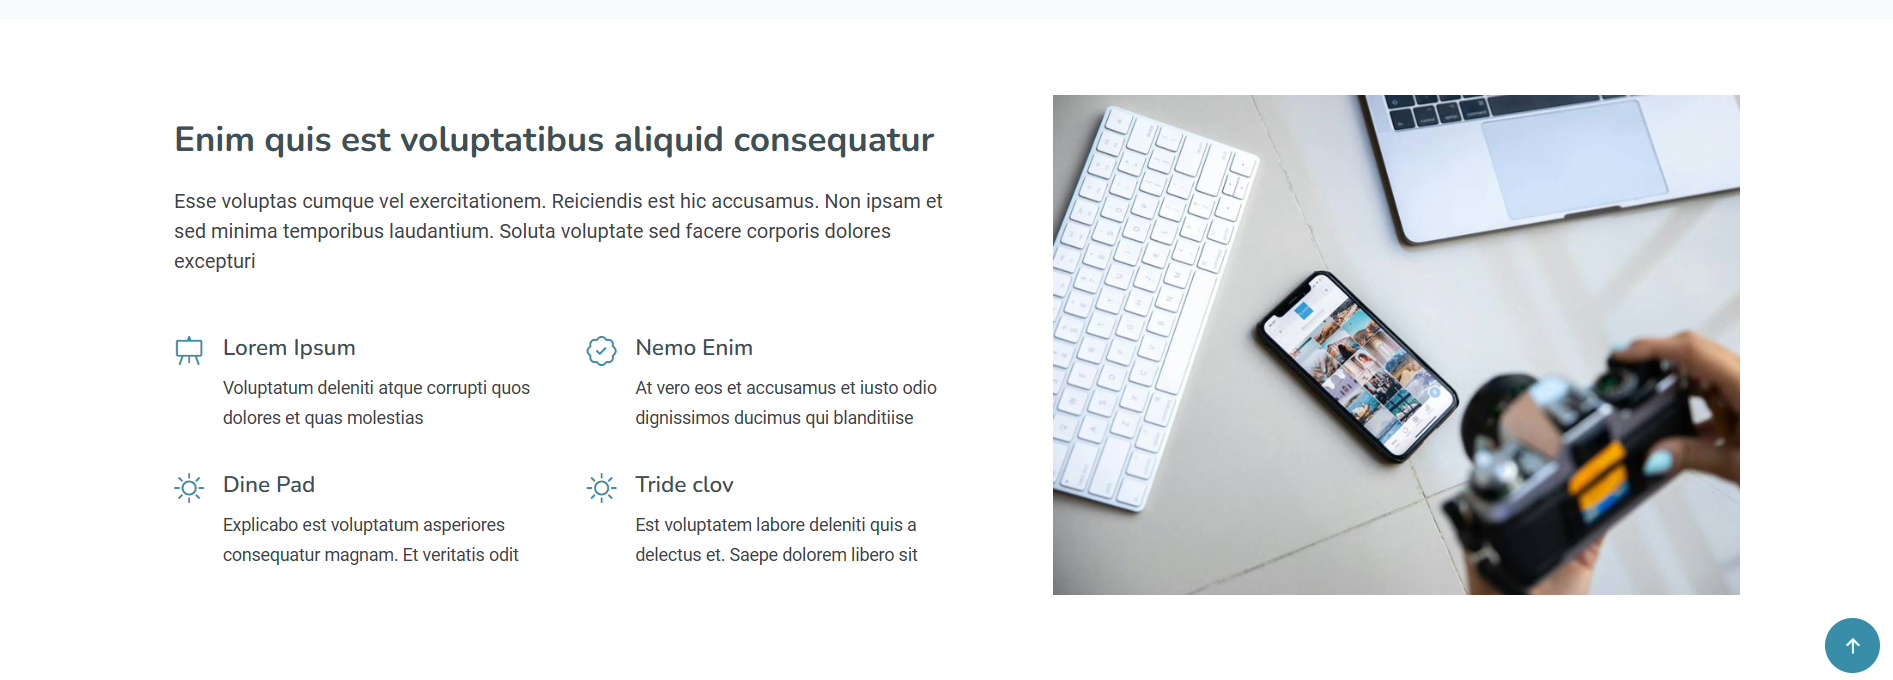 Enim quis est voluptatibus aliquid consequatur
Esse voluptas cumque vel exercitationem. Reiciendis est hic accusamus. Non ipsam et
sed minima temporibus laudantium. Soluta voluptate sed facere corporis dolores
excepturi
Lorem Ipsum
Voluptatum deleniti atque corrupti quos
dolores et quas molestias
Nemo Enim
At vero eos et accusamus et iusto odio
dignissimos ducimus qui blanditiise
Dine Pad
Explicabo est voluptatum asperiores
consequatur magnam. Et veritatis odit
Tride clov
Est voluptatem labore deleniti quis a
delectus et. Saepe dolorem libero sit